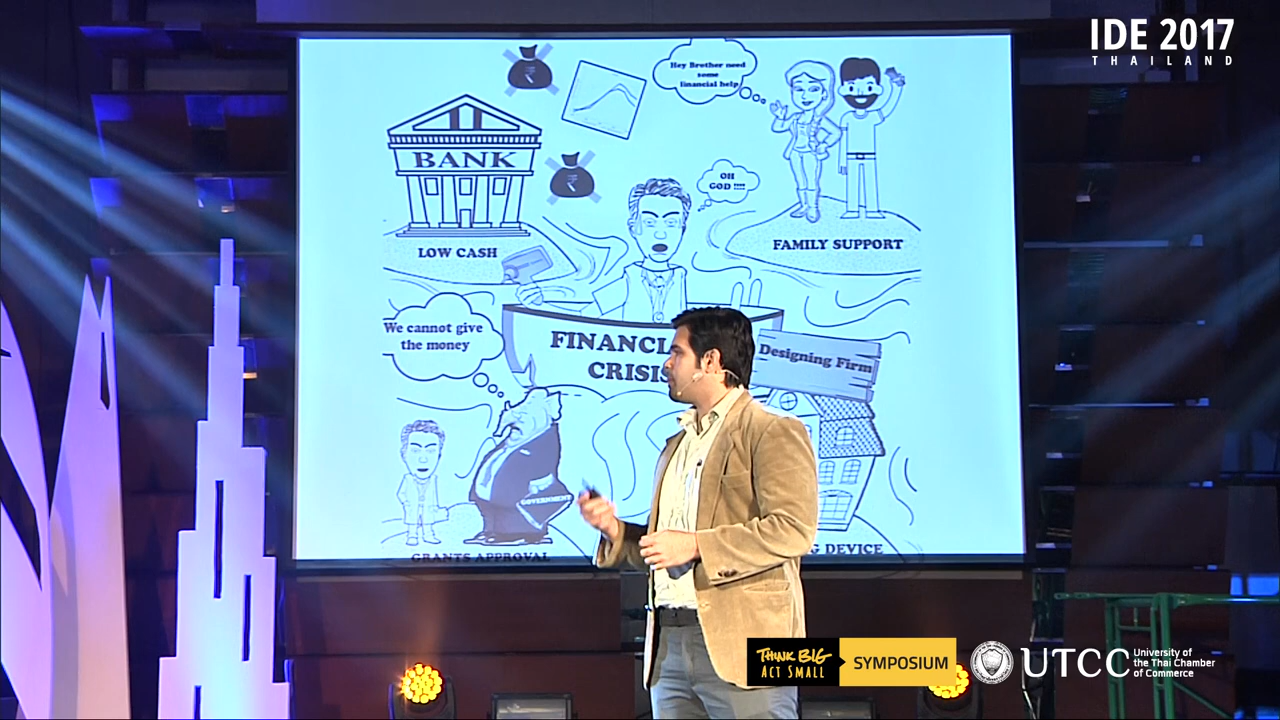 IDE 2017
THAILAND
Hey Brother need
some
financial help
BANK
OH
GOD !!!!
LOW CASH
FAMILY SUPPORT
We cannot give
the money
FINANCI
CRISIS
Designing Firm
GOVERNMENT
GRANTS APPROVAL
G DEVICE
THINK BIG
ACT SMALL
SYMPOSIUM
UTCC
University of
the Thai Chamber
of Commerce